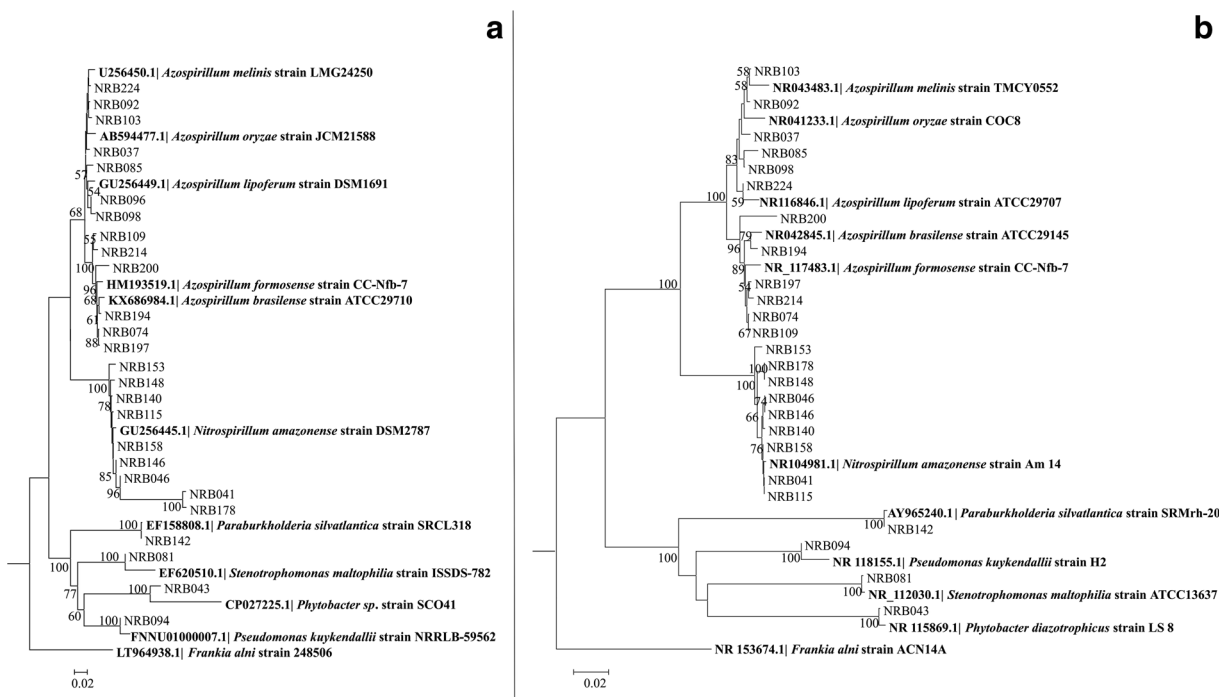 a
U256450.1| Azospirillum melinis strain LMG24250
NRB224
NRB092
NRB103
AB594477.1| Azospirillum oryzae strain JCM21588
NRB037
NRB085
57
GU256449.1| Azospirillum lipoferum strain DSM1691
54
NRB096
68
NRB098
55
NRB109
NRB214
100
NRB200
96
HM193519.1| Azospirillum formosense strain CC-Nfb-7
68
KX686984.1| Azospirillum brasilense strain ATCC29710
61
NRB194
NRB074
88
NRB197
NRB153
100
NRB148
78
NRB140
NRB115
GU256445.1| Nitrospirillum amazonense strain DSM2787
NRB158
NRB146
85
NRB046
96
NRB041
100
NRB178
100
EF158808.1| Paraburkholderia silvatlantica strain SRCL318
NRB142
100
NRB081
100
EF620510.1| Stenotrophomonas maltophilia strain ISSDS-782
77
100
NRB043
CP027225.1| Phytobacter sp. strain SCO41
60
100
NRB094
FNNU01000007.1| Pseudomonas kuykendallii strain NRRLB-59562
LT964938.1| Frankia alni strain 248506
0.02
b
58
NRB103
58
NR043483.1| Azospirillum melinis strain TMCY0552
NRB092
NR041233.1| Azospirillum oryzae strain COC8
NRB037
83
NRB085
NRB098
100
NRB224
59
NR116846.1| Azospirillum lipoferum strain ATCC29707
NRB200
79
NR042845.1| Azospirillum brasilense strain ATCC29145
96
NRB194
89
NR_117483.1| Azospirillum formosense strain CC-Nfb-7
54
NRB197
100
NRB214
NRB074
67
NRB109
NRB153
100
NRB178
100
NRB148
74
NRB046
66
NRB146
NRB140
76
NRB158
NR104981.1| Nitrospirillum amazonense strain Am 14
NRB041
NRB115
AY965240.1| Paraburkholderia silvatlantica strain SRMrh-20
100
NRB142
100
100
NRB094
NR 118155.1| Pseudomonas kuykendallii strain H2
NRB081
100
NR_112030.1| Stenotrophomonas maltophilia strain ATCC13637
NRB043
100
NR 115869.1| Phytobacter diazotrophicus strain LS 8
NR 153674.1| Frankia alni strain ACN14A
0.02